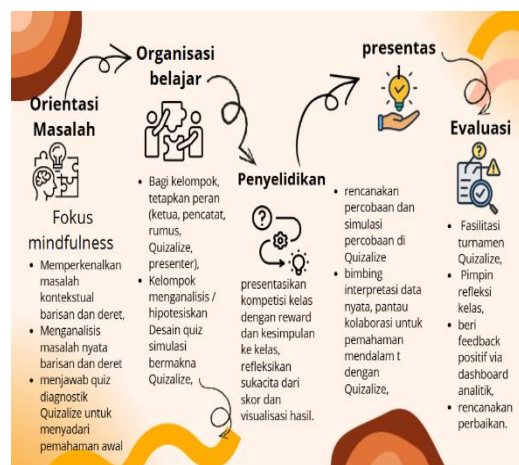 Orientasi
Masalah
Fokus
mindfulness
• Memperkenalkan
masalah
kontekstual
barisan dan deret,
• Menganalisis
masalah nyata
barisan dan deret
• menjawab quiz
diagnostik
Quizalize untuk
menyadari
pemahaman awal
Organisasi
belajar
• Bagi kelompok,
tetapkan peran
(ketua, pencatat,
rumus,
Quizalize,
presenter),
• Kelompok
menganalisis /
hipotesiskan
Desain quiz
simulasi
bermakna
Quizalize,
Penyelidikan
presentasikan
kompetisi kelas
dengan reward
dan kesimpulan
ke kelas,
refleksikan
sukacita dari
skor dan
visualisasi hasil.
presentas
• rencanakan
percobaan dan
simulasi
percobaan di
Quizalize
• bimbing
interpretasi data
nyata, pantau
kolaborasi untuk
pemahaman
mendalam t
dengan
Quizalize,
Evaluasi
• Fasilitasi
turnamen
Quizalize,
• Pimpin
refleksi
kelas,
• beri
feedback
positif via
dashboard
analitik,
• rencanakan
perbaikan.